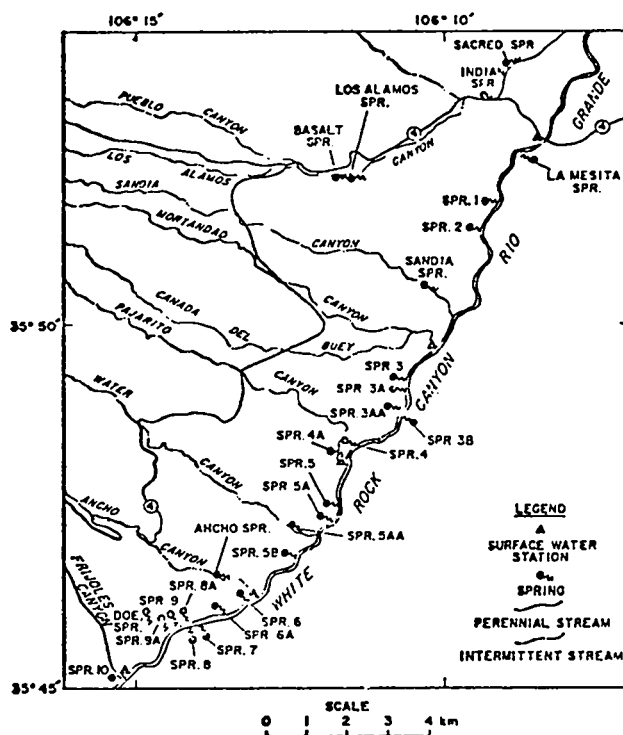 106° 15'
106° 10'
SACRED SPR
INDIAN
SPR.
LOS ALAMOS
SPR.
PUEBLO CANYON
BASALT
SPR.
4
CANYON
RIO GRANDE
4
LOS ALAMOS
LA MESITA
SPR.
SANDIA
SPR. 1
MORTANDAD
SPR. 2
CANYON
SANDIA
SPR.
35° 50'
CANADA DEL BUEY
CANYON
PAJARITO
SPR. 3
SPR. 3A
CANYON
WATER
CANYON
SPR. 3AA
SPR. 3B
SPR. 4A
SPR. 4
SPR. 5
ROCK
CANYON
SPR. 5A
ANCHO
4
ANCHO SPR.
SPR. 5AA
SPR. 5B
CANYON
WHITE
FRIJOLES
CANYON
SPR. 8A
SPR. 9
DOE
SPR.
SPR. 9A
SPR. 6
SPR. 6A
SPR. 7
SPR. 8
SPR. 10
35° 45'
LEGEND
SURFACE WATER
STATION
SPRING
PERENNIAL STREAM
INTERMITTENT STREAM
SCALE
0 1 2 3 4 km